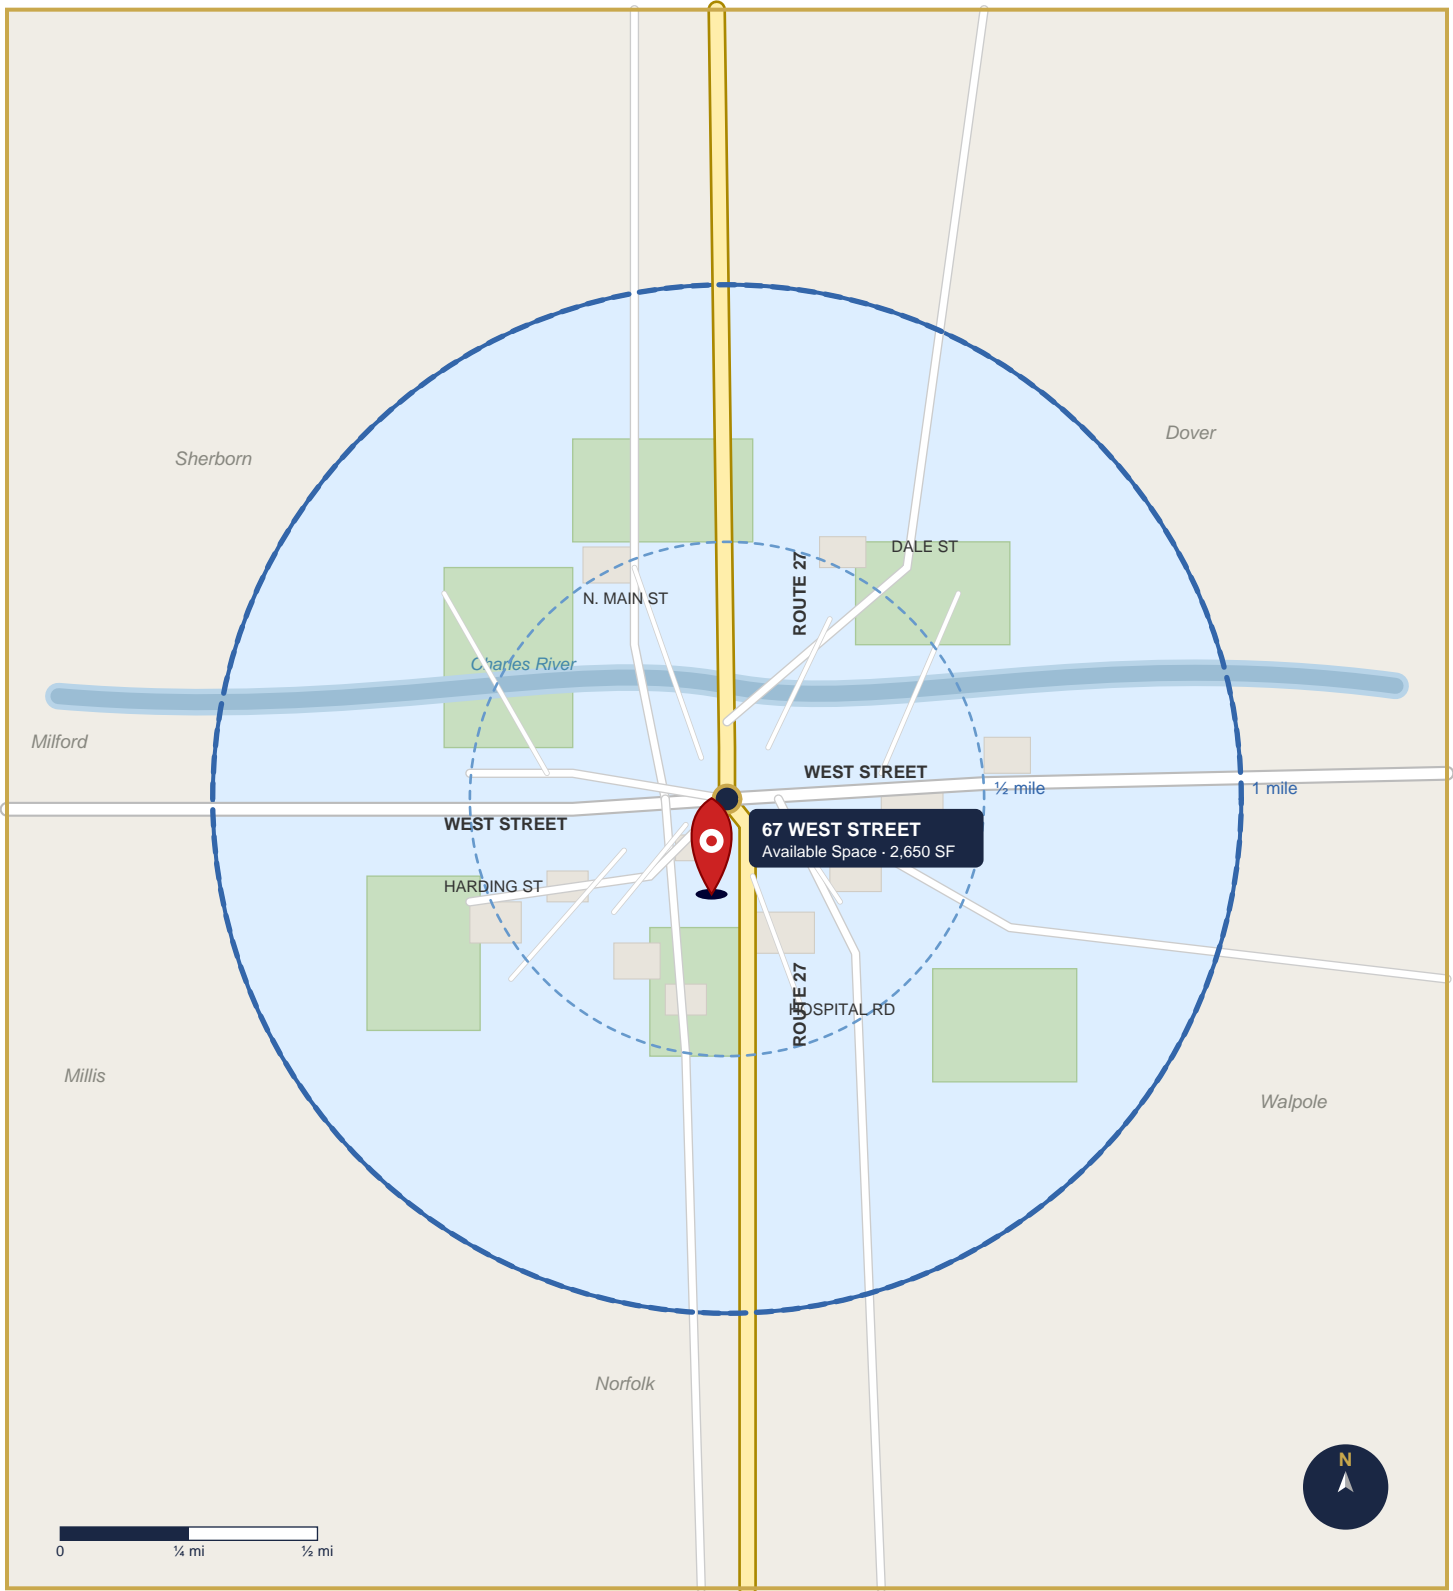 Dover
Sherborn
DALE ST
ROUTE 27
N. MAIN ST
Charles River
Milford
WEST STREET
½ mile
1 mile
WEST STREET
67 WEST STREET
Available Space · 2,650 SF
HARDING ST
ROUTE 27
HOSPITAL RD
Millis
Walpole
Norfolk
N
0
¼ mi
½ mi